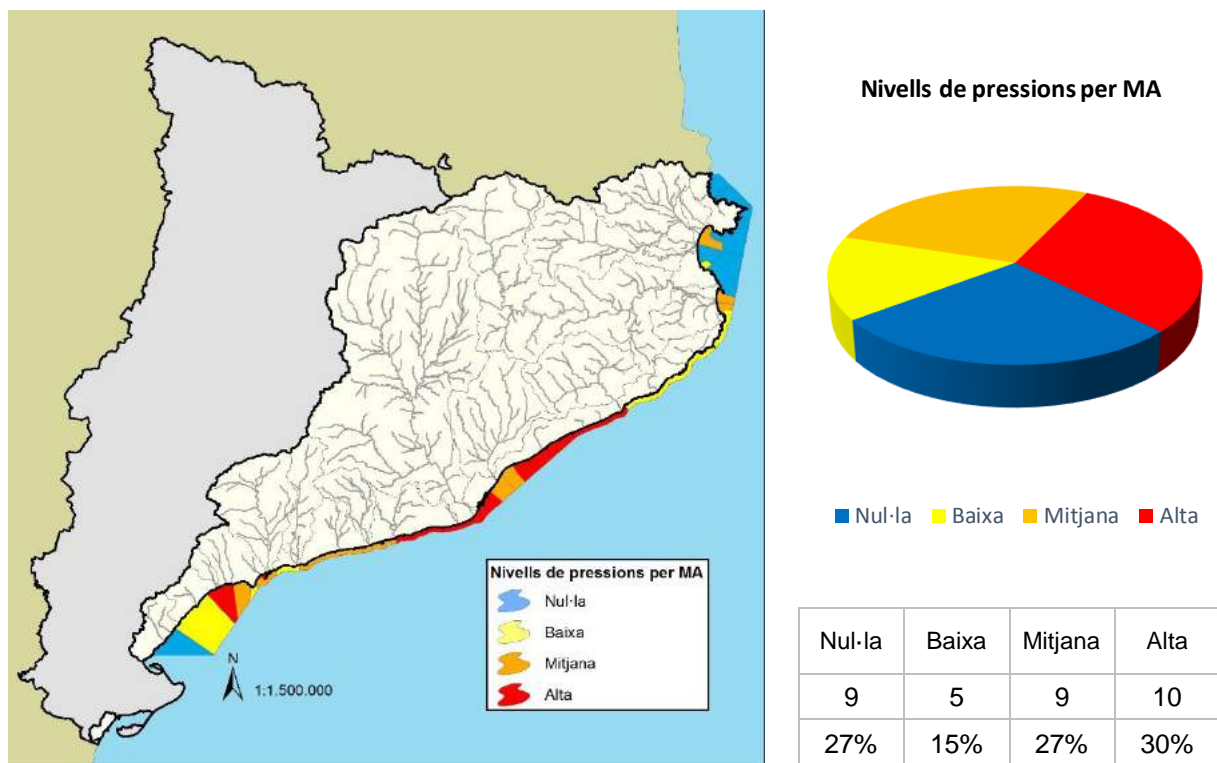 Nivells de pressions per MA
Nul·la
Baixa
Mitjana
Alta
N
1:1.500.000
Nivells de pressions per MA
Nul·la Baixa Mitjana Alta
Nul·la Baixa Mitjana Alta
9 5 9 10
27% 15% 27% 30%